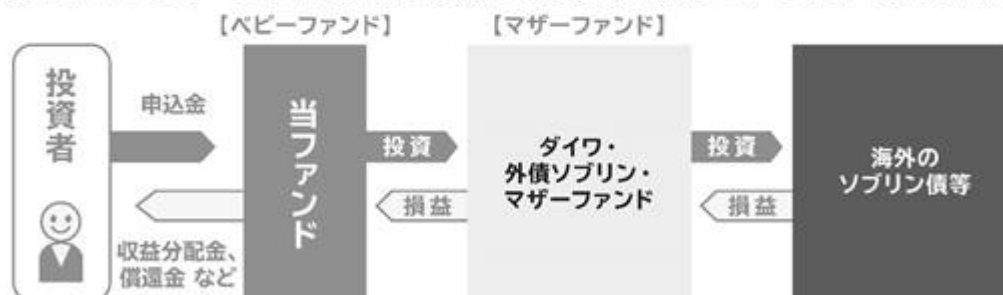 【ベビーファンド】
【マザーファンド】
投資者
申込金
収益分配金、
償還金 など
当ファンド
投資
損益
ダイワ・
外債ソブリン・
マザーファンド
投資
損益
海外の
ソブリン債等